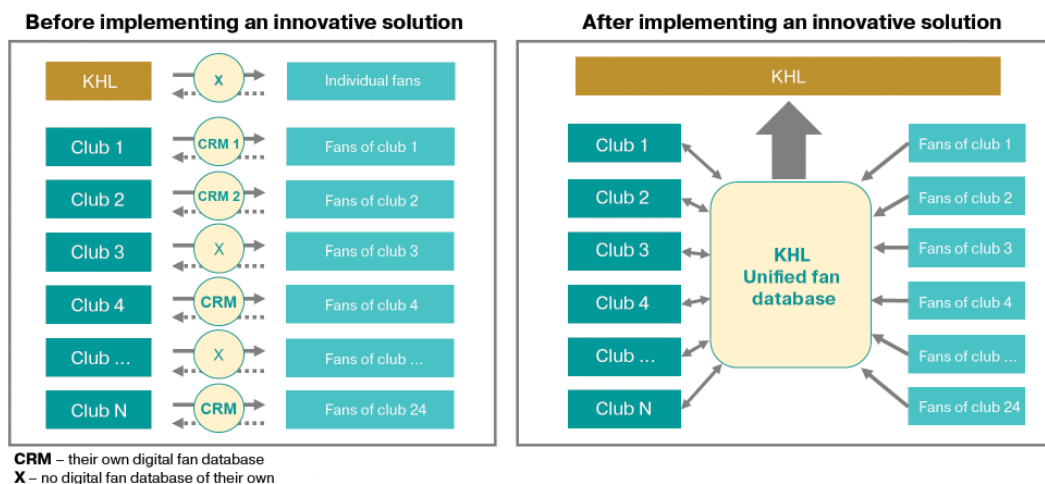 Before implementing an innovative solution
KHL
x
Individual fans
Club 1
CRM 1
Fans of club 1
Club 2
CRM 2
Fans of club 2
Club 3
X
Fans of club 3
Club 4
CRM
Fans of club 4
Club ...
X
Fans of club ...
Club N
CRM
Fans of club 24
CRM – their own digital fan database
X – no digital fan database of their own
After implementing an innovative solution
KHL
Club 1
Club 2
Club 3
Club 4
Club ...
Club N
KHL
Unified fan
database
Fans of club 1
Fans of club 2
Fans of club 3
Fans of club 4
Fans of club ...
Fans of club 24